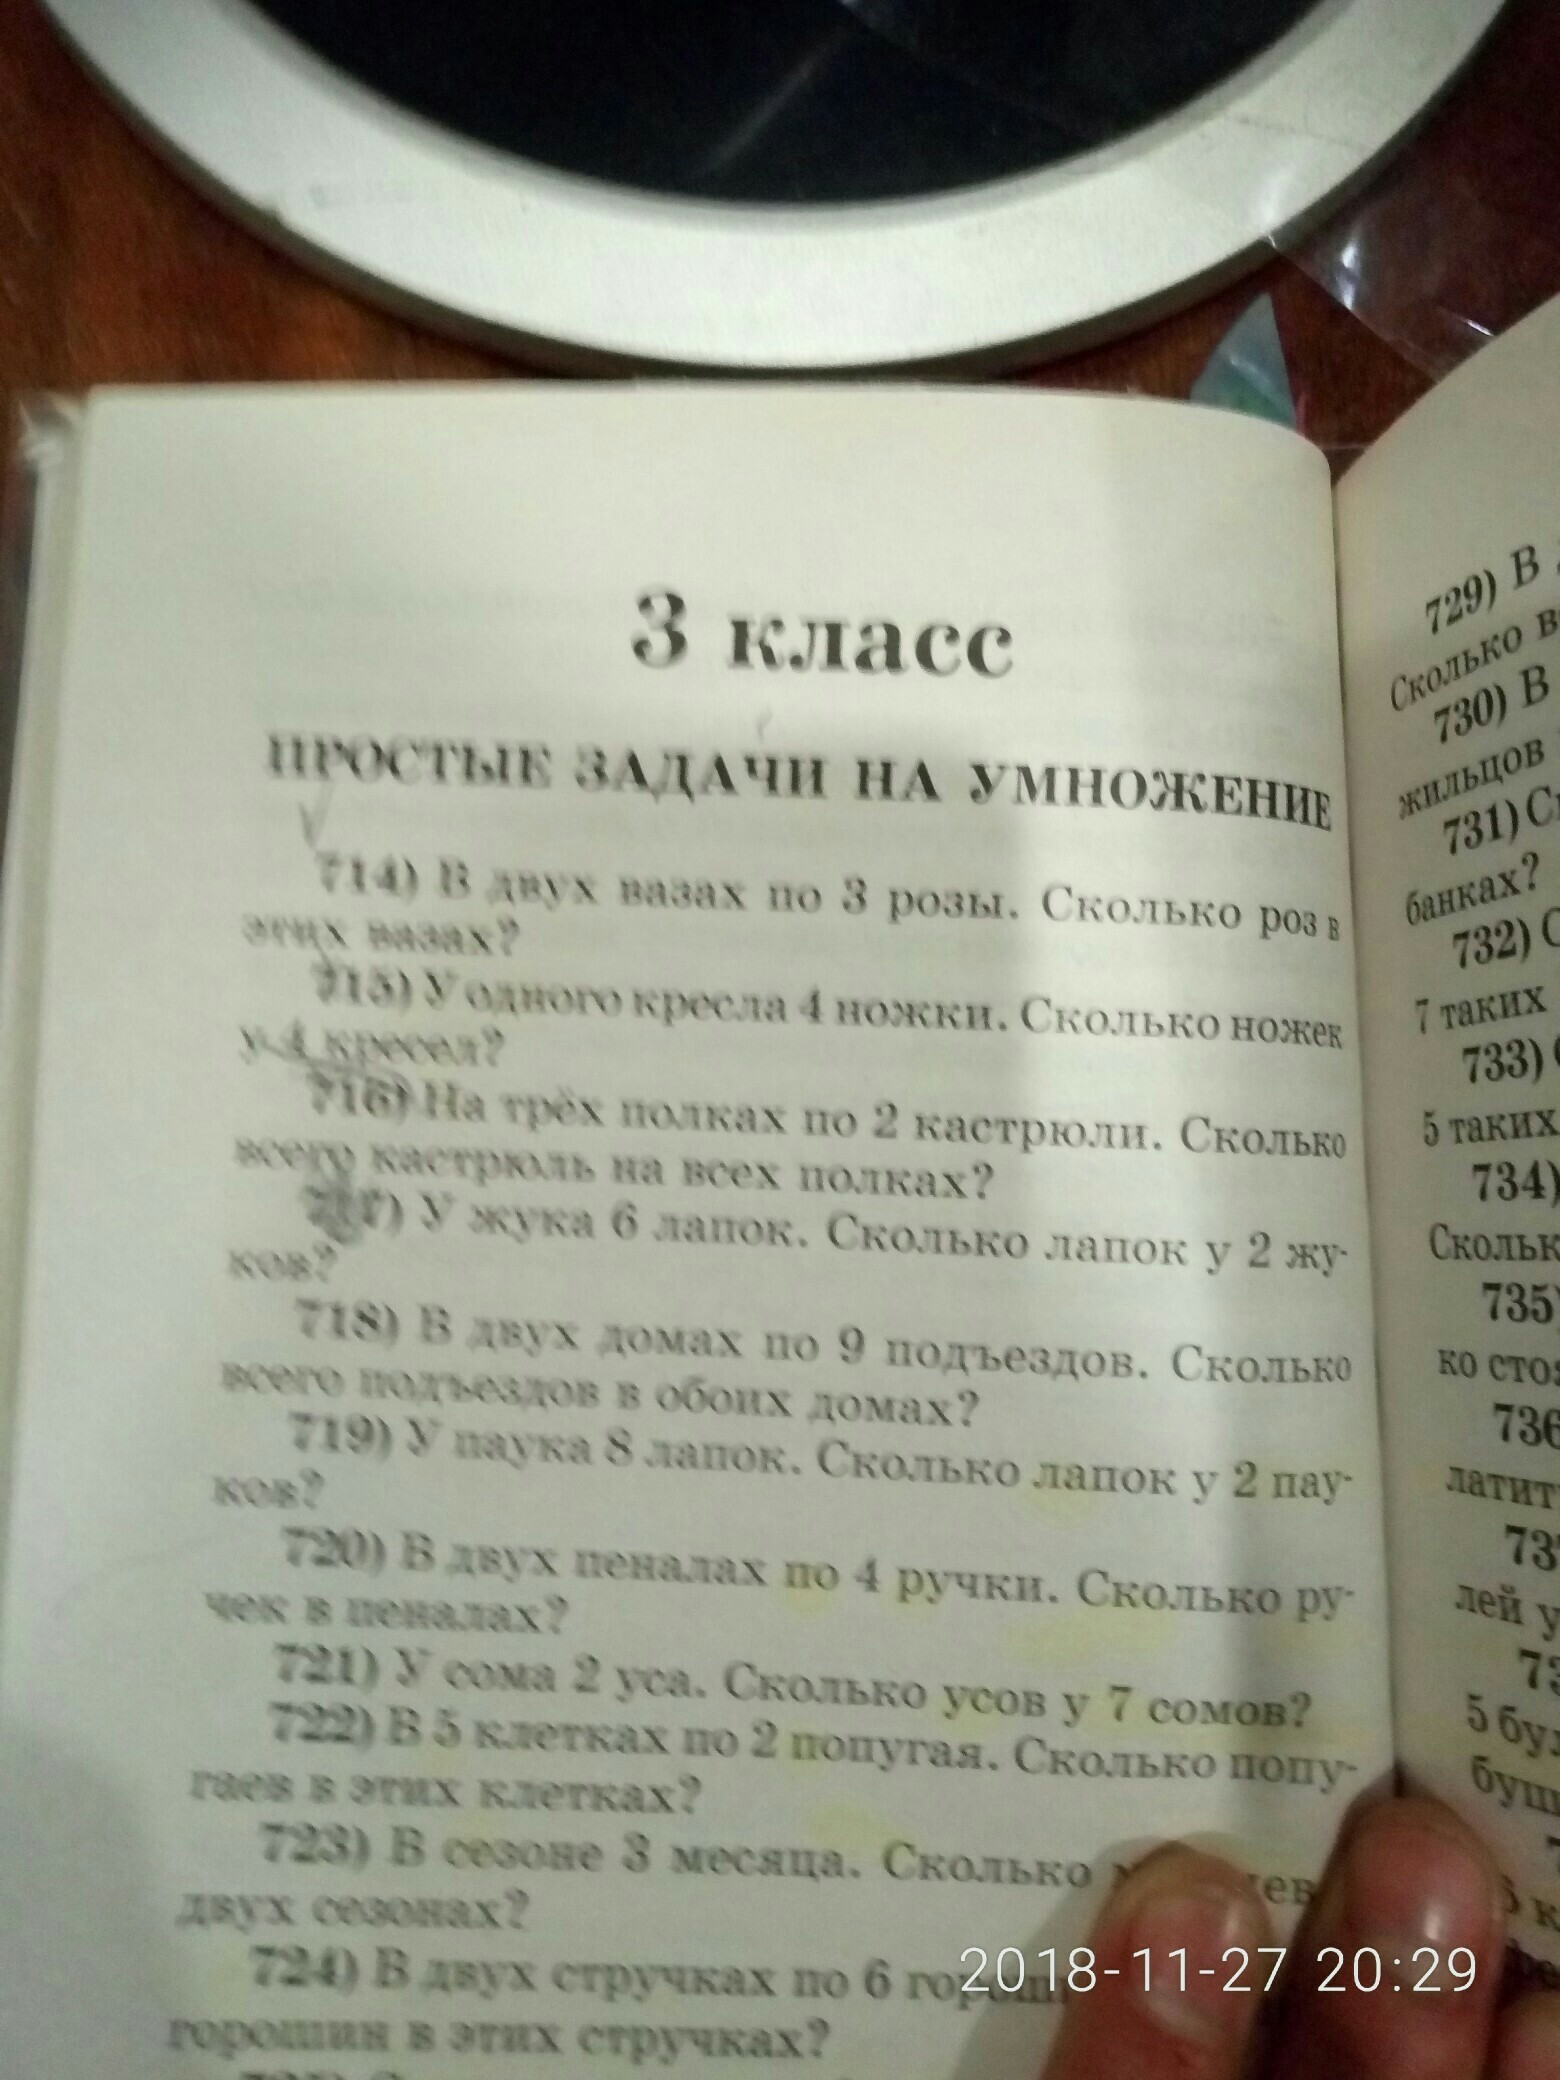 3 класс
ПРОСТЫЕ ЗАДАЧИ НА УМНОЖЕНИЕ
714) В двух вазах по 3 розы. Сколько роз в
этих вазах?
715) У одного кресла 4 ножки. Сколько ножек
у 4 кресел?
716) На трёх полках по 2 кастрюли. Сколько
всего кастрюль на всех полках?
717) У жука 6 лапок. Сколько лапок у 2 жу-
ков?
718) В двух домах по 9 подъездов. Сколько
всего подъездов в обоих домах?
719) У паука 8 лапок. Сколько лапок у 2 пау-
ков?
720) В двух пеналах по 4 ручки. Сколько ру-
чек в пеналах?
721) У сома 2 уса. Сколько усов у 7 сомов?
722) В 5 клетках по 2 попугая. Сколько попу-
гаев в этих клетках?
723) В сезоне 3 месяца. Сколько
двух сезонах?
724) В двух стручках по 6
горошин в этих стручках?
729) В
Сколько в
730) В
жильцов
731)
банках?
732) С
7 таких
733)
5 таких
734)
735)
ко
736
5
2018-11-27 20:29